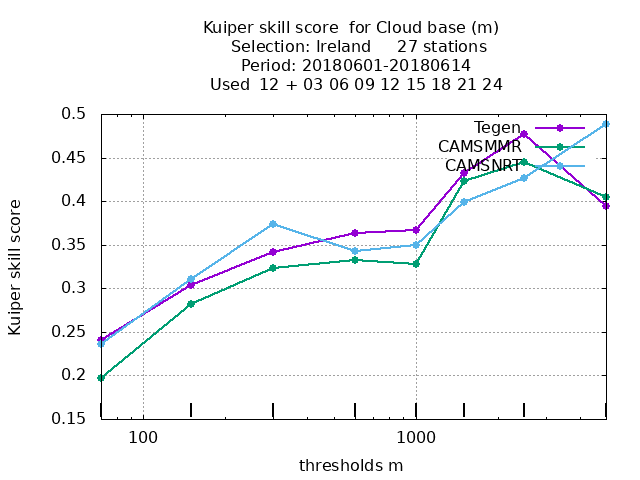 Kuiper skill score  for Cloud base (m)
Selection: Ireland     27 stations
Period: 20180601-20180614
Used  12 + 03 06 09 12 15 18 21 24
Kuiper skill score
0.5
0.45
0.4
0.35
0.3
0.25
0.2
0.15
Tegen
CAMSMMR
CAMSNRT
100
1000
thresholds m